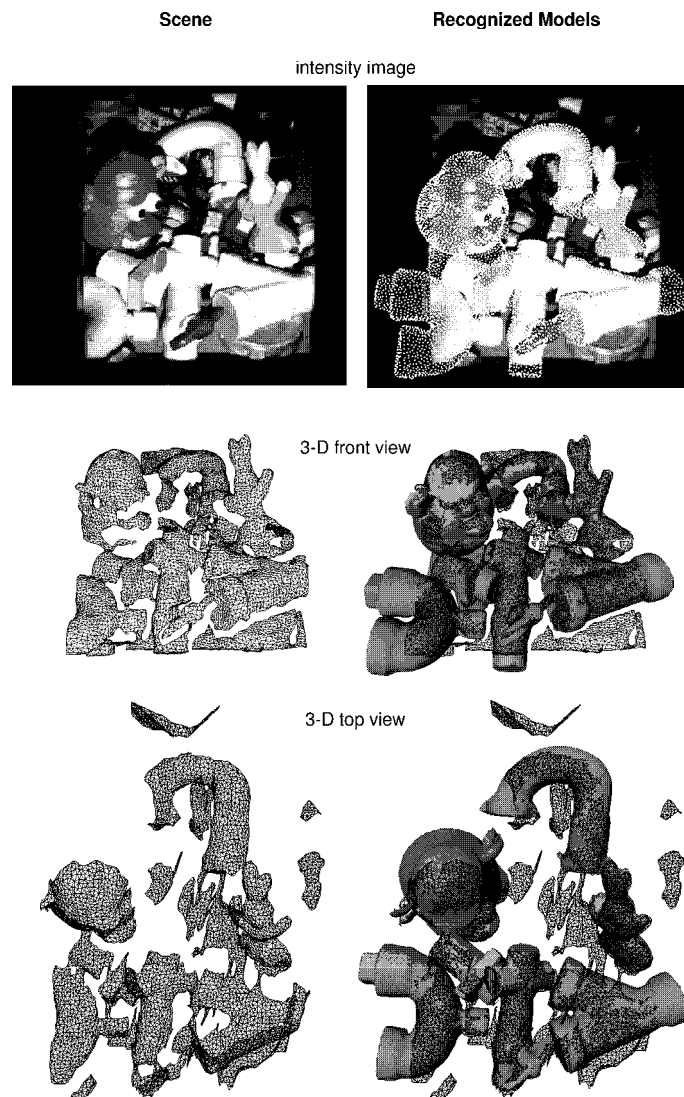 Scene
Recognized Models
intensity image
3-D front view
3-D top view